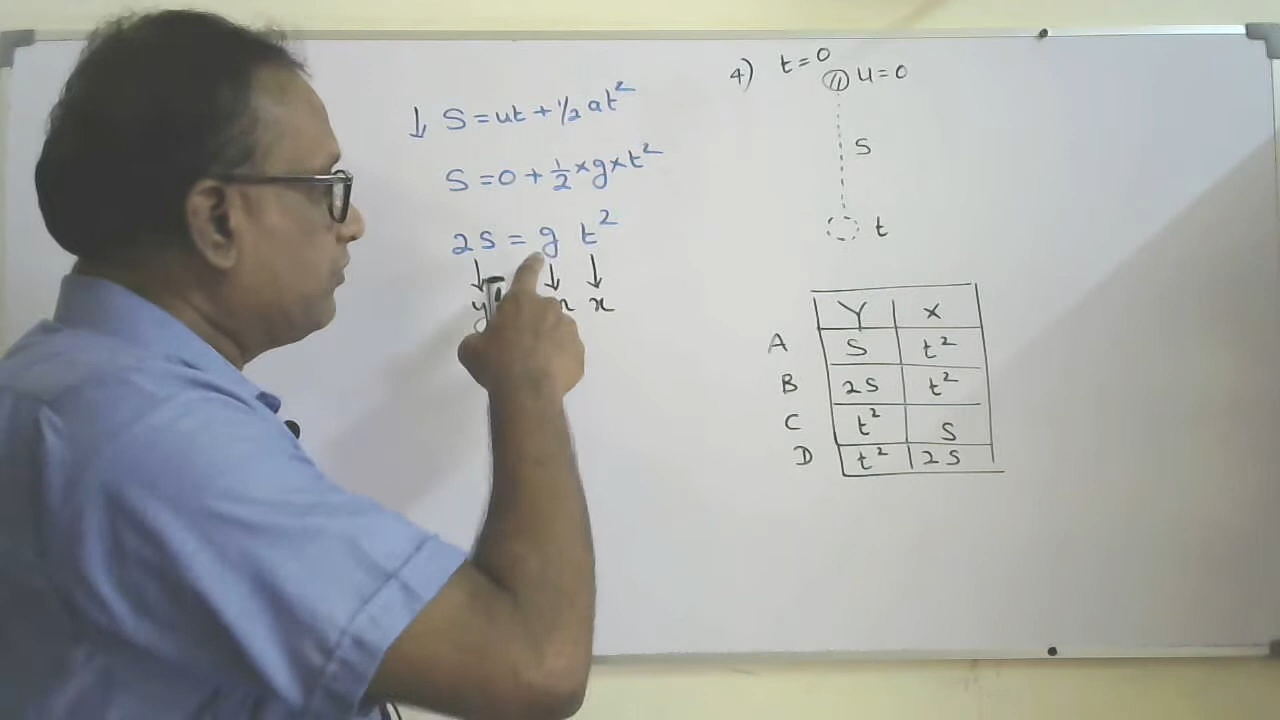 ↓ S = ut + 1/2 at²
S = 0 + 1/2 × g × t²
2S = g t²
↓ ↓ ↓
y x
4) t = 0 u = 0
S
t
Y X
A S t²
B 2S t²
C t² S
D t² 2S